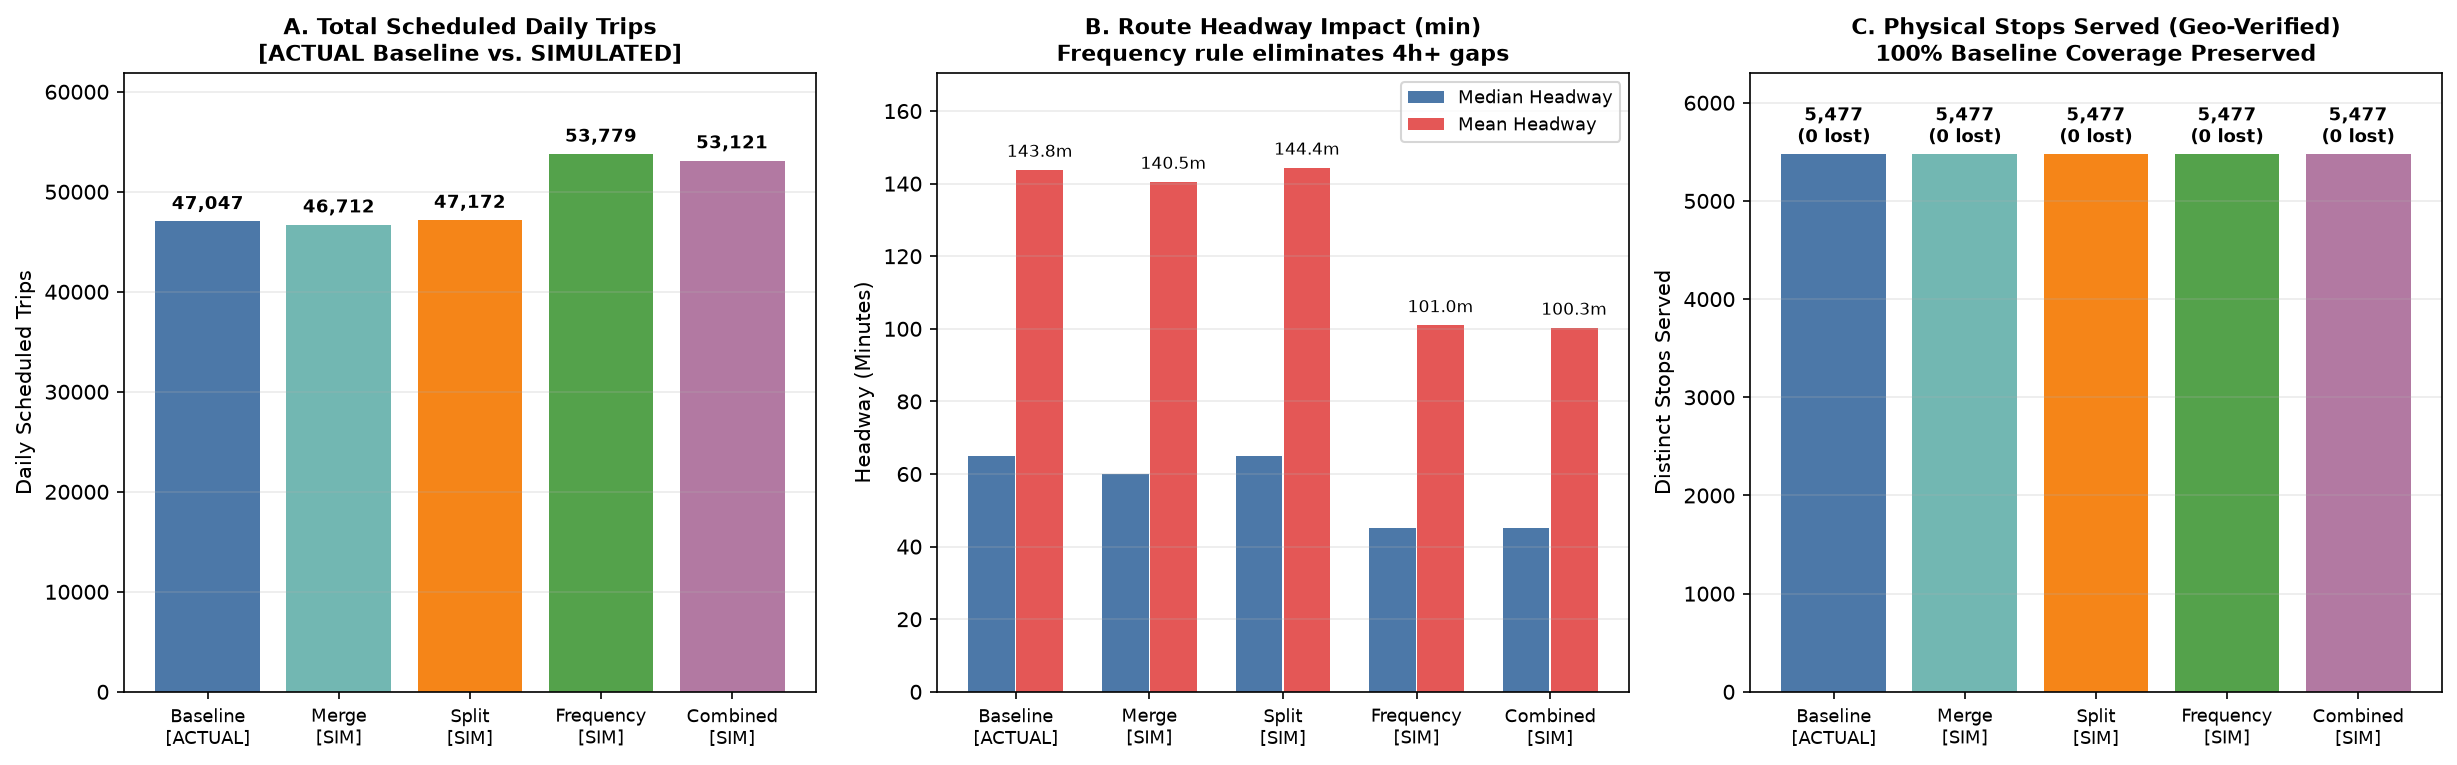 A. Total Scheduled Daily Trips
[ACTUAL Baseline vs. SIMULATED]
Daily Scheduled Trips
60000
50000
40000
30000
20000
10000
0
47,047
46,712
47,172
53,779
53,121
Baseline
[ACTUAL]
Merge
[SIM]
Split
[SIM]
Frequency
[SIM]
Combined
[SIM]
B. Route Headway Impact (min)
Frequency rule eliminates 4h+ gaps
Headway (Minutes)
160
140
120
100
80
60
40
20
0
Median Headway
Mean Headway
143.8m
140.5m
144.4m
101.0m
100.3m
Baseline
[ACTUAL]
Merge
[SIM]
Split
[SIM]
Frequency
[SIM]
Combined
[SIM]
C. Physical Stops Served (Geo-Verified)
100% Baseline Coverage Preserved
Distinct Stops Served
6000
5000
4000
3000
2000
1000
0
5,477
(0 lost)
5,477
(0 lost)
5,477
(0 lost)
5,477
(0 lost)
5,477
(0 lost)
Baseline
[ACTUAL]
Merge
[SIM]
Split
[SIM]
Frequency
[SIM]
Combined
[SIM]